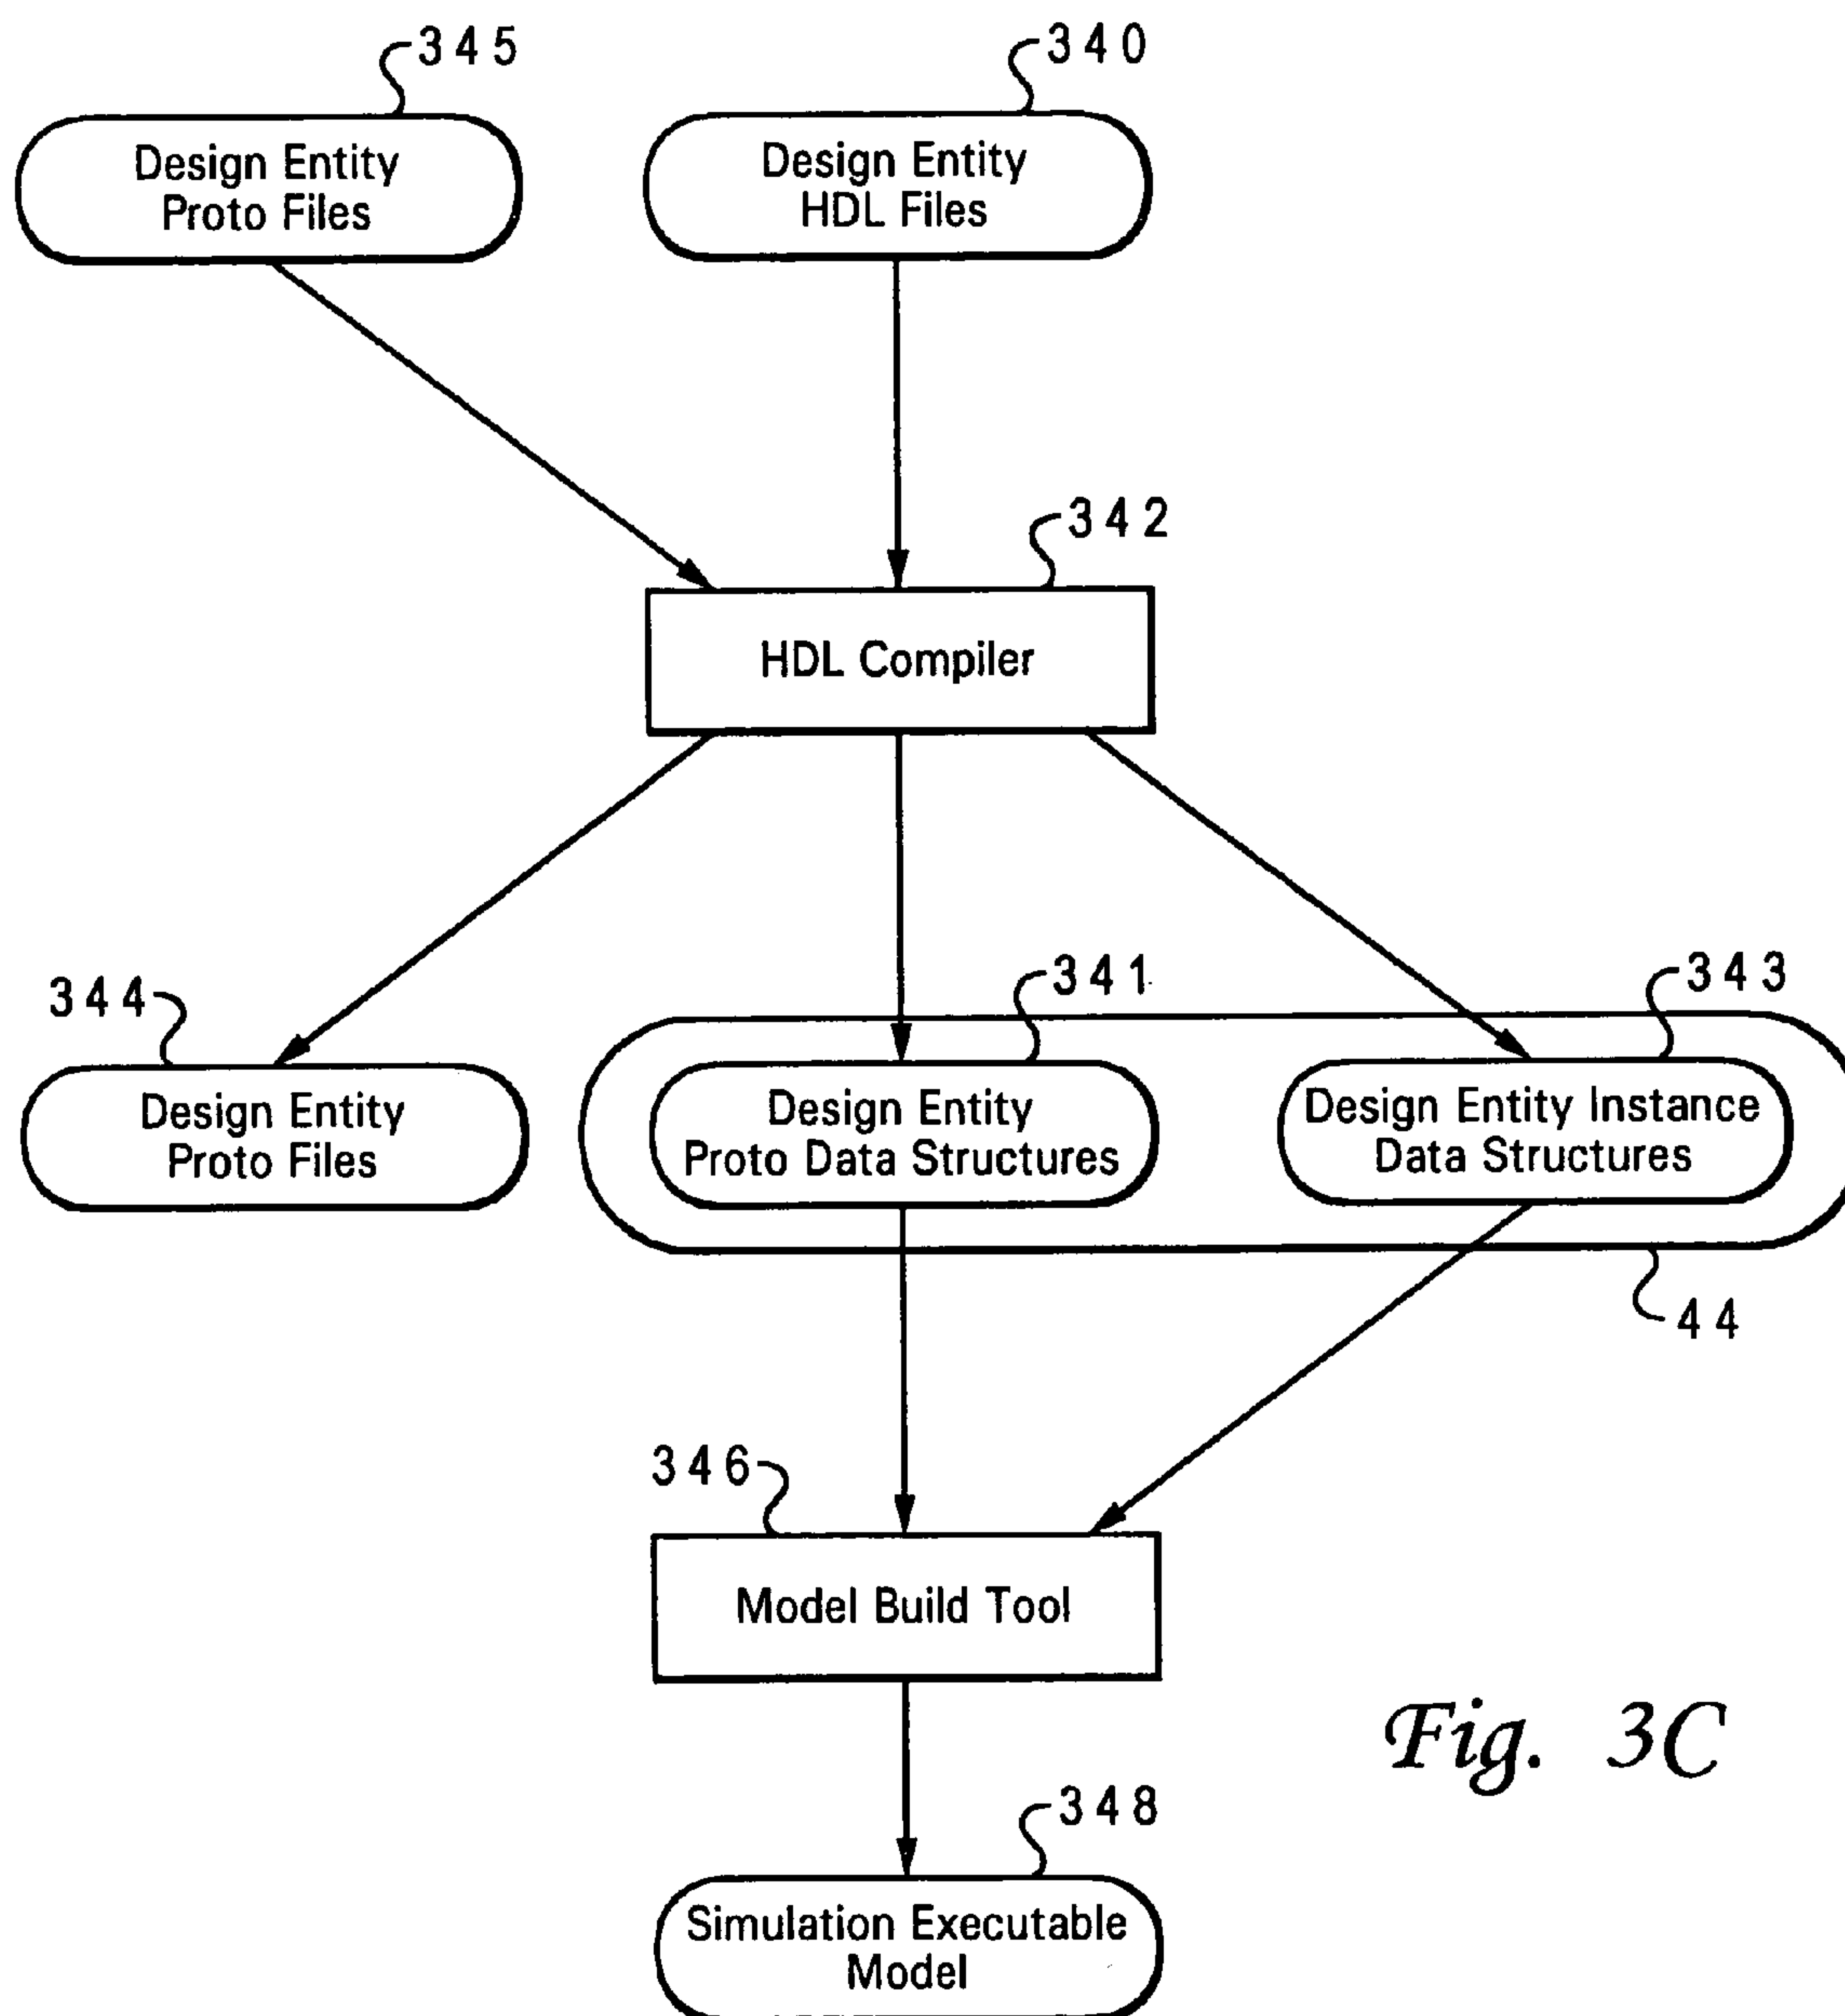 345
340
Design Entity
Proto Files
Design Entity
HDL Files
342
HDL Compiler
344
341
343
Design Entity
Proto Files
Design Entity
Proto Data Structures
Design Entity Instance
Data Structures
44
346
Model Build Tool
Fig. 3C
348
Simulation Executable
Model